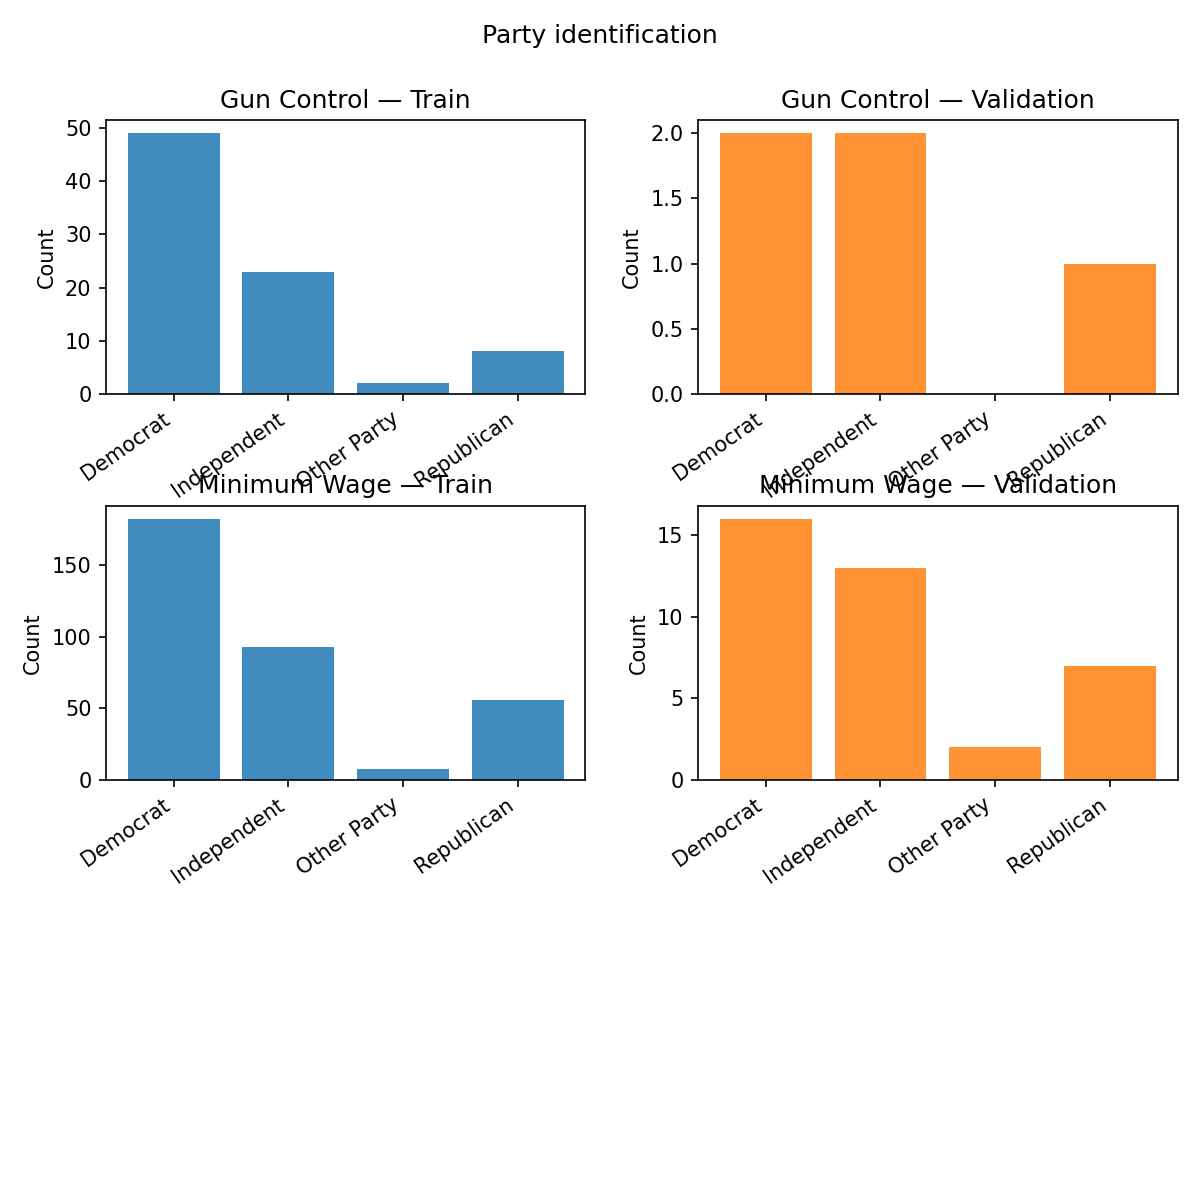 Party identification
Gun Control — Train
Count
50
40
30
20
10
0
Democrat
Independent
Other Party
Republican
Gun Control — Validation
Count
2.0
1.5
1.0
0.5
0.0
Democrat
Independent
Other Party
Republican
Minimum Wage — Train
Count
150
100
50
0
Democrat
Independent
Other Party
Republican
Minimum Wage — Validation
Count
15
10
5
0
Democrat
Independent
Other Party
Republican